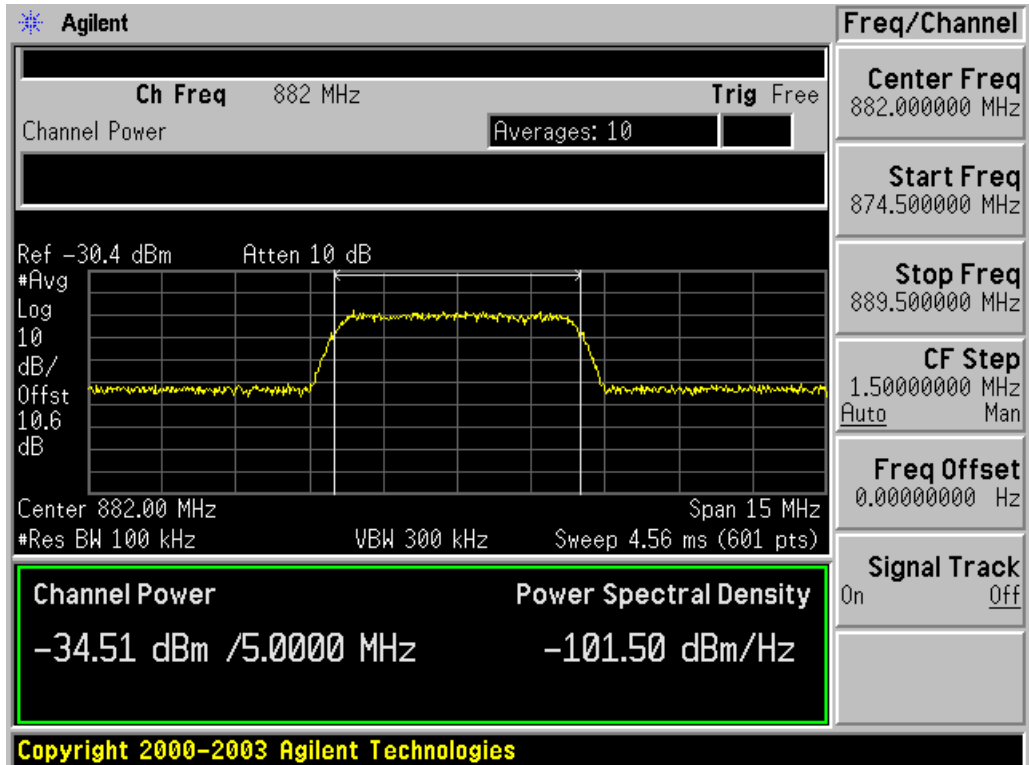 Agilent
Freq/Channel
Ch Freq 882 MHz Trig Free
Channel Power Averages: 10
Ref -30.4 dBm Atten 10 dB
#Avg
Log
10
dB/
Offst
10.6
dB
Center 882.00 MHz Span 15 MHz
#Res BW 100 kHz VBW 300 kHz Sweep 4.56 ms (601 pts)
Channel Power Power Spectral Density
-34.51 dBm /5.0000 MHz -101.50 dBm/Hz
Center Freq
882.000000 MHz
Start Freq
874.500000 MHz
Stop Freq
889.500000 MHz
CF Step
1.50000000 MHz
Auto Man
Freq Offset
0.00000000 Hz
Signal Track
On Off
Copyright 2000-2003 Agilent Technologies